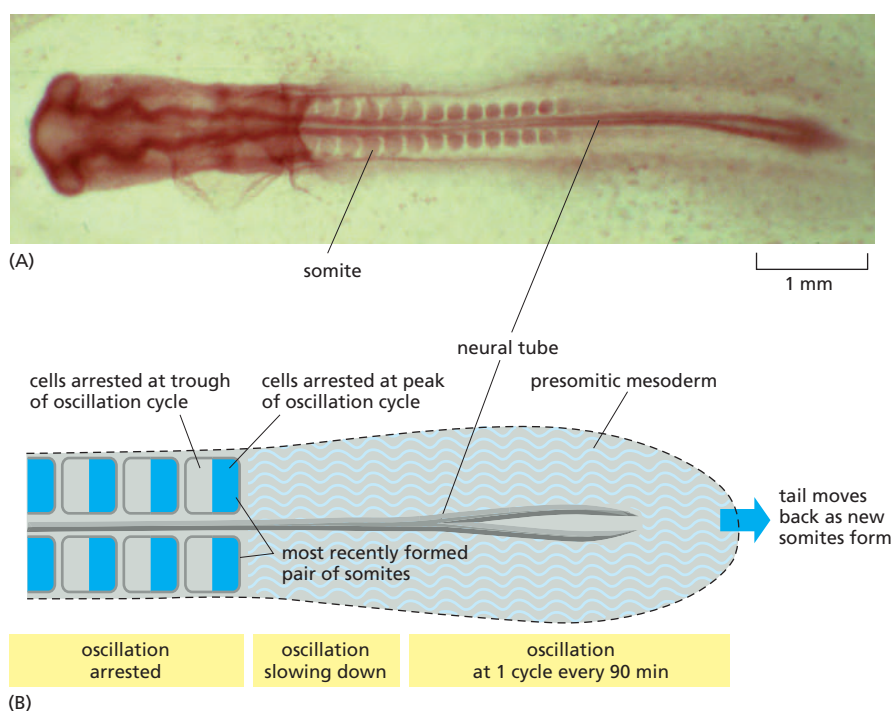 (A)
somite
1 mm
neural tube
cells arrested at trough
of oscillation cycle
cells arrested at peak
of oscillation cycle
presomitic mesoderm
tail moves
back as new
somites form
most recently formed
pair of somites
oscillation
arrested
oscillation
slowing down
oscillation
at 1 cycle every 90 min
(B)